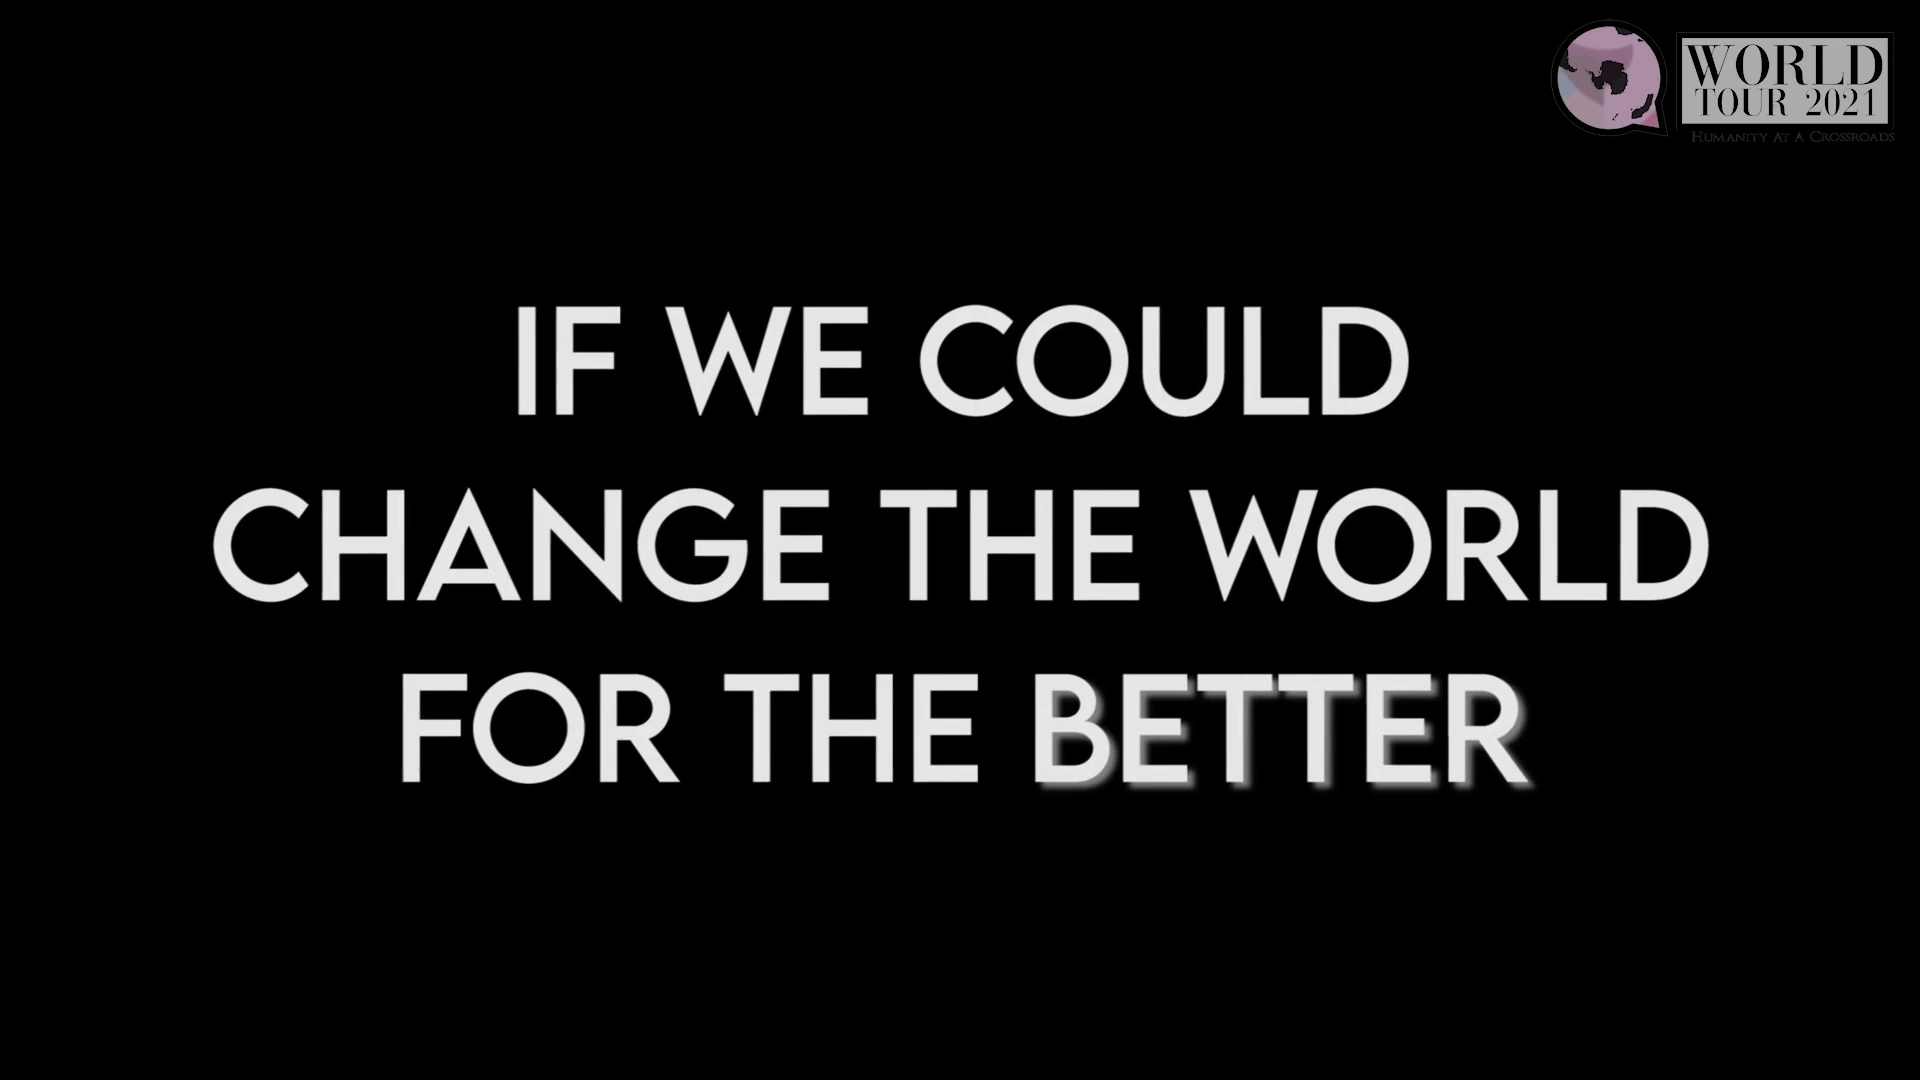 WORLD
TOUR 2021
HUMANITY AT A CROSSROADS
IF WE COULD
CHANGE THE WORLD
FOR THE BETTER